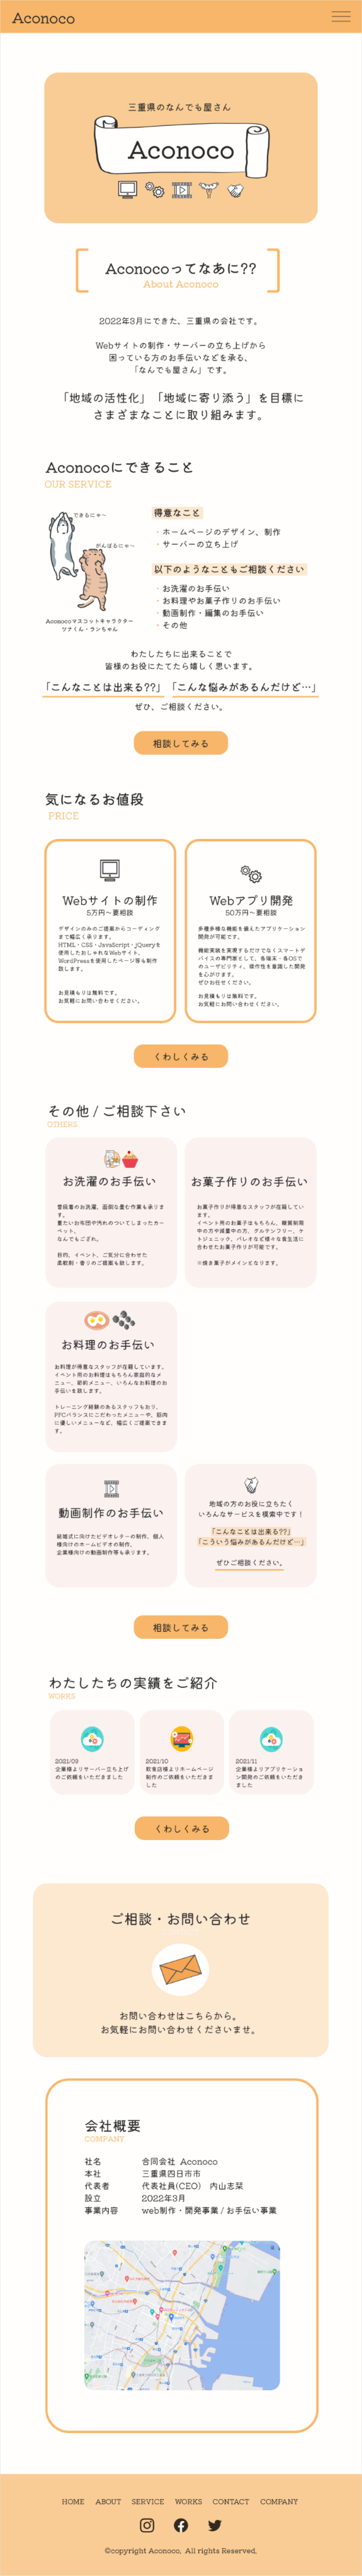 Aconoco
三重県のなんでも屋さん
Aconoco
Aconocoってなあに??
About Aconoco
2022年3月にできた、三重県の会社です。
Webサイトの制作・サーバーの立ち上げから
困っている方のお手伝いなどを承る、
「なんでも屋さん」です。
「地域の活性化」「地域に寄り添う」を目標に
さまざまなことに取り組みます。
Aconocoにできること
OUR SERVICE
できるにゃ〜
がんばるにゃ〜
Aconocoマスコットキャラクター
ツナくん・ランちゃん
得意なこと
・ホームページのデザイン、制作
・サーバーの立ち上げ
以下のようなこともご相談ください
・お洗濯のお手伝い
・お料理やお菓子作りのお手伝い
・動画制作・編集のお手伝い
・その他
わたしたちに出来ることで
皆様のお役にたてたら嬉しく思います。
「こんなことは出来る??」「こんな悩みがあるんだけど…」
ぜひ、ご相談ください。
相談してみる
気になるお値段
PRICE
Webサイトの制作
5万円〜要相談
デザインのみのご提案からコーディング
まで幅広く承ります。
HTML・CSS・JavaScript・jQueryを
使用したおしゃれなWebサイト、
WordPressを使用したページ等も制作
致します。
お見積もりは無料です。
お気軽にお問い合わせください。
Webアプリ開発
50万円〜要相談
多種多様な機能を備えたアプリケーション
開発が可能です。
機能実装を実現するだけでなくスマートデ
バイスの専門家として、各端末・各OSで
のユーザビリティ、操作性を意識した開発
を心がけます。
ぜひお任せください。
お見積もりは無料です。
お気軽にお問い合わせください。
くわしくみる
その他 / ご相談下さい
OTHERS
お洗濯のお手伝い
普段着のお洗濯、面倒な畳む作業も承りま
す。
重たいお布団や汚れのついてしまったカー
ペット、
なんでもござれ。
目的、イベント、ご気分に合わせた
柔軟剤・香りのご提案も致します。
お菓子作りのお手伝い
お菓子作りが得意なスタッフが在籍してい
ます。
イベント用のお菓子はもちろん、糖質制限
中の方や減量中の方、グルテンフリー、ケ
トジェニック、パレオなど様々な食生活に
合わせたお菓子作りが可能です。
※焼き菓子がメインとなります。
お料理のお手伝い
お料理が得意なスタッフが在籍しています。
イベント用のお料理はもちろん家庭的なメ
ニュー、節約メニュー、いろんなお料理のお
手伝いを致します。
トレーニング経験のあるスタッフもおり、
PFCバランスにこだわったメニューや、筋肉
に優しいメニューなど、幅広くご提案できま
す。
動画制作のお手伝い
結婚式に向けたビデオレターの制作、個人
様向けのホームビデオの制作、
企業様向けの動画制作等も承ります。
地域の方のお役に立ちたく
いろんなサービスを模索中です！
「こんなことは出来る??」
「こういう悩みがあるんだけど…」
ぜひご相談ください。
相談してみる
わたしたちの実績をご紹介
WORKS
2021/09
企業様よりサーバー立ち上げ
のご依頼をいただきました
2021/10
飲食店様よりホームページ
制作のご依頼をいただきま
した
2021/11
企業様よりアプリケーショ
ン開発のご依頼をいただき
ました
くわしくみる
ご相談・お問い合わせ
お問い合わせはこちらから。
お気軽にお問い合わせくださいませ。
会社概要
COMPANY
社名 合同会社 Aconoco
本社 三重県四日市市
代表者 代表社員(CEO) 内山志栞
設立 2022年3月
事業内容 web制作・開発事業 / お手伝い事業
HOME ABOUT SERVICE WORKS CONTACT COMPANY
©copyright Aconoco. All rights Reserved.